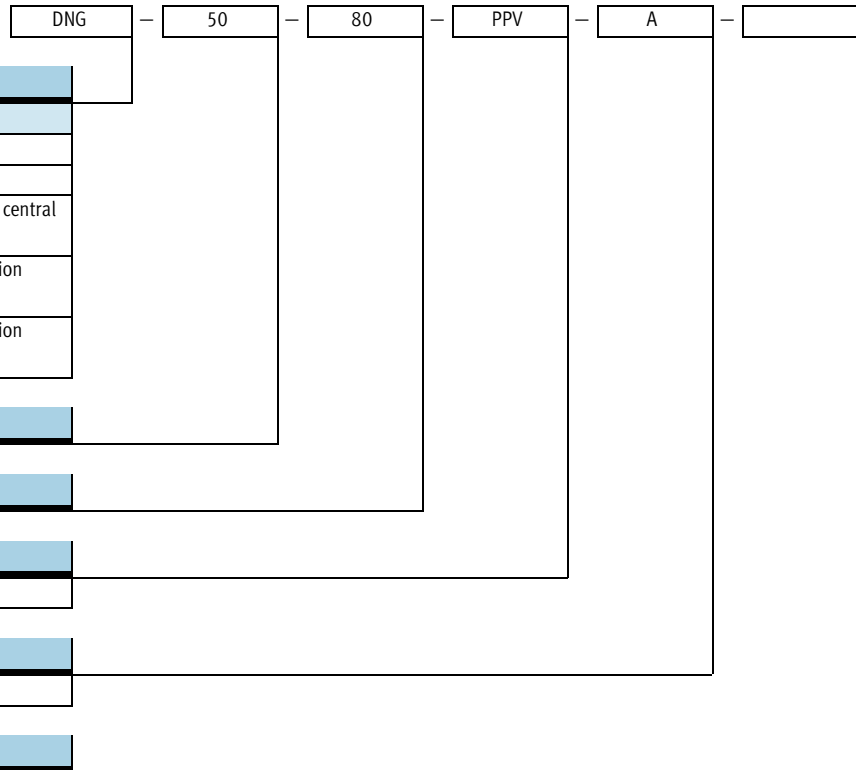 DNG – 50 – 80 – PPV – A –
central
ion
ion